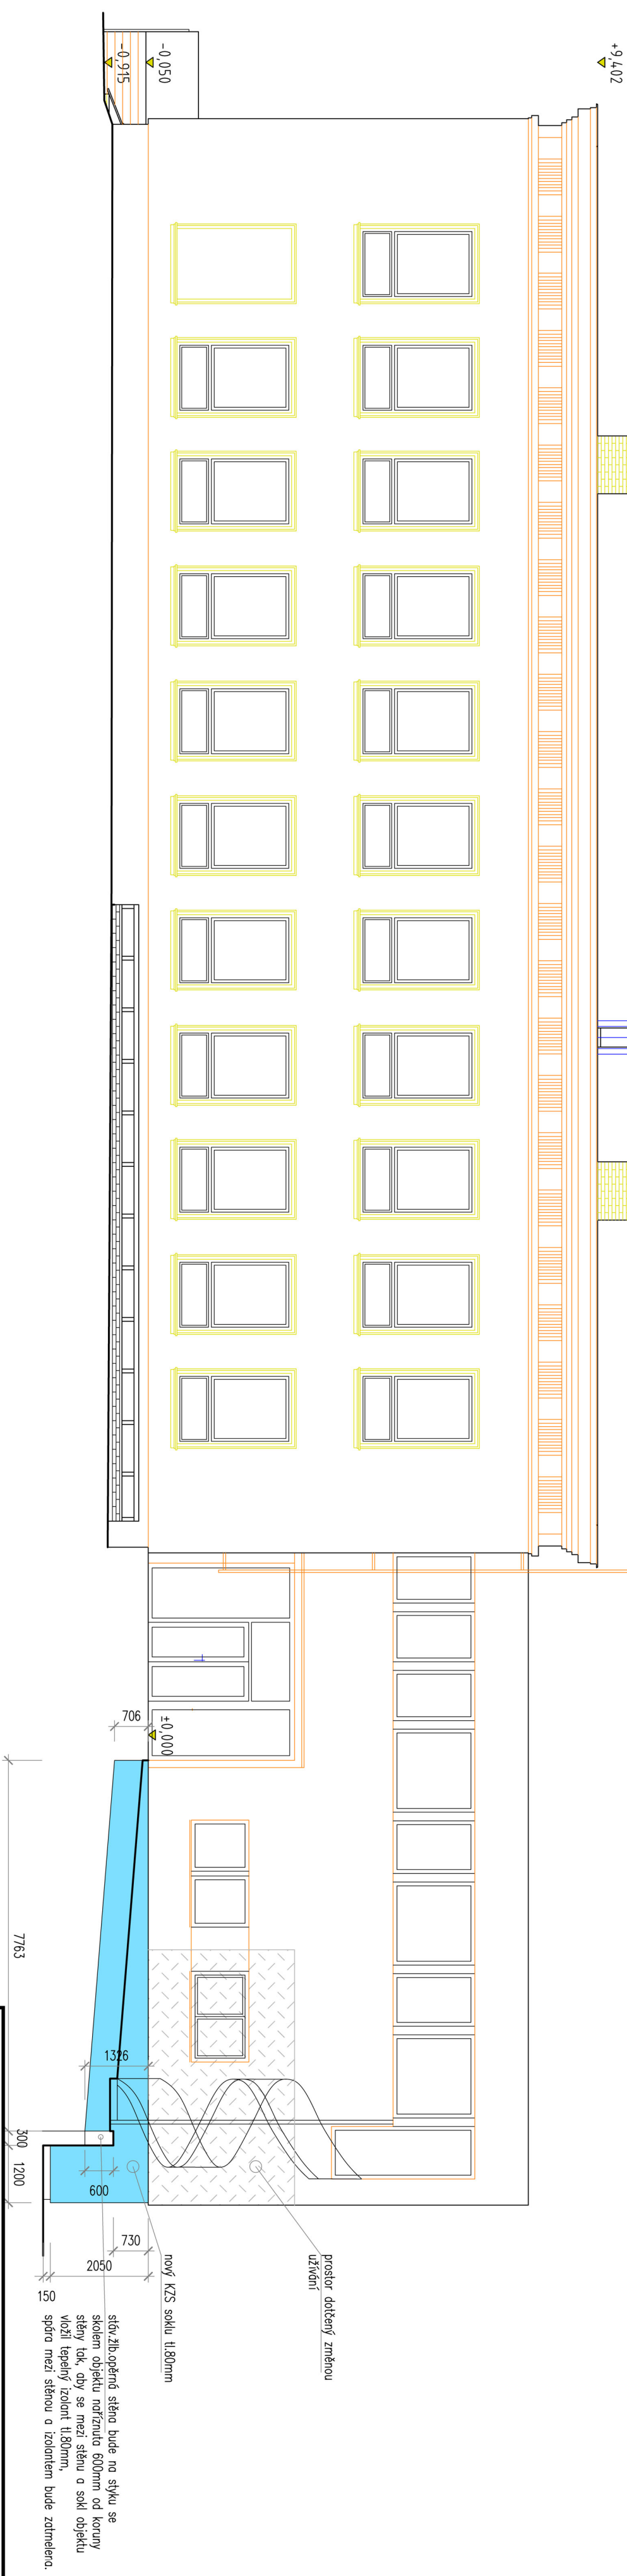 +9,402
-0,050
-0,915
±0,000
706
7763
1326
300
1200
600
730
2050
150
prostor dotčený změnou
užívání
nový KZS soklu tl.80mm
stáv.žlb.opěrná stěna bude na styku se
skolem objektu naříznuta 600mm od koruny
stěny tak, aby se mezi stěnu a sokl objektu
vložil tepelný izolant tl.80mm,
spára mezi stěnou a izolantem bude zatmelena.